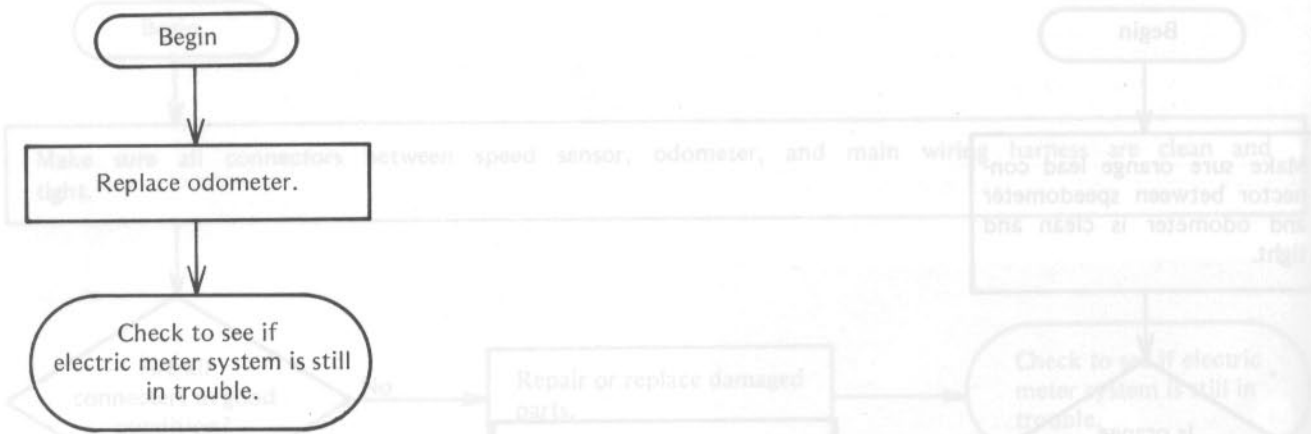 Begin
Replace odometer.
Check to see if
electric meter system is still
in trouble.
Make sure all connectors between speed sensor, odometer, and main wiring harness are clean and
tight.
Make sure orange lead con-
nector between speedometer
and odometer is clean and
tight.
Begin
No
Repair or replace damaged
parts.
Check to see if electric
meter system is still in
trouble.